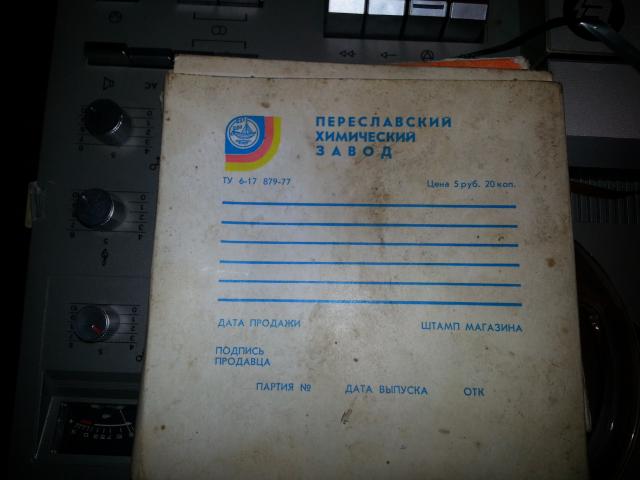 ПЕРЕСЛАВСКИЙ
ХИМИЧЕСКИЙ
ЗАВОД
ТУ 6-17 879-77
Цена 5 руб. 20 коп.
ДАТА ПРОДАЖИ
ШТАМП МАГАЗИНА
ПОДПИСЬ
ПРОДАВЦА
ПАРТИЯ № ДАТА ВЫПУСКА ОТК